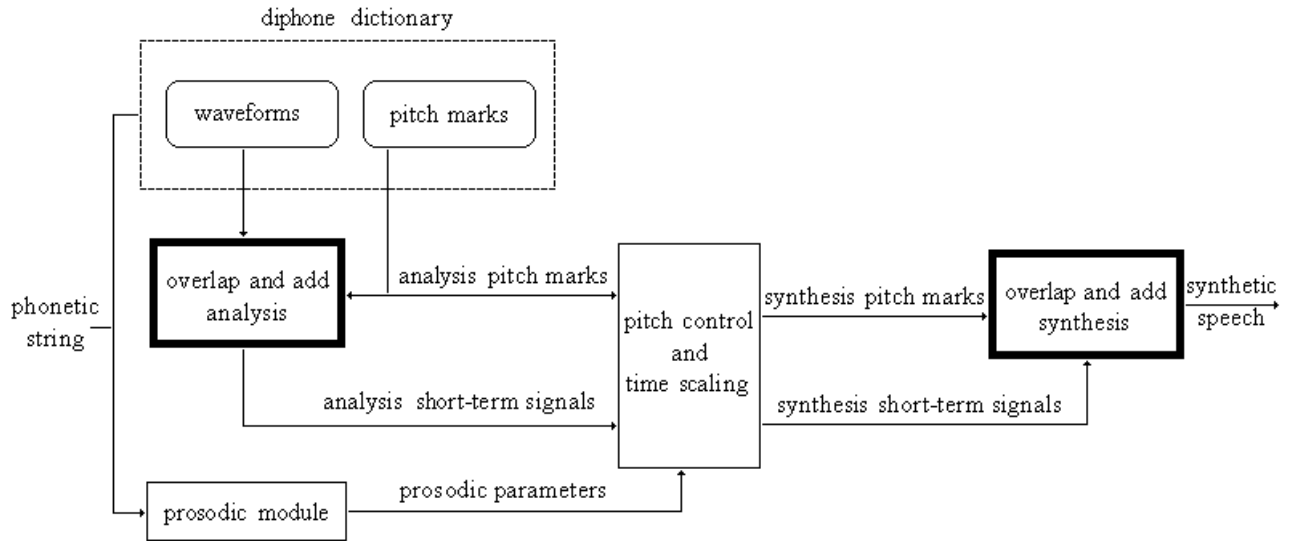 diphone dictionary
waveforms
pitch marks
overlap and add
analysis
analysis pitch marks
phonetic
string
analysis short-term signals
pitch control
and
time scaling
synthesis pitch marks
synthesis short-term signals
overlap and add
synthesis
synthetic
speech
prosodic module
prosodic parameters